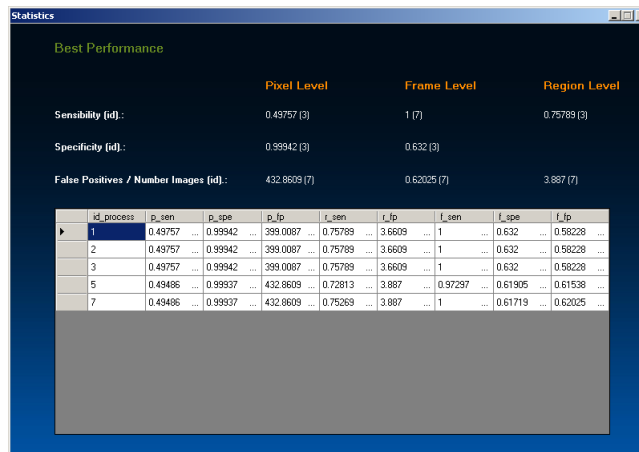 Statistics
Best Performance
Pixel Level Frame Level Region Level
Sensibility (id).: 0.49757 (3) 1 (7) 0.75789 (3)
Specificity (id).: 0.99942 (3) 0.632 (3)
False Positives / Number Images (id).: 432.8609 (7) 0.62025 (7) 3.887 (7)
id_process p_sen p_spe p_fp r_sen r_fp f_sen f_spe f_fp
1 0.49757 ... 0.99942 ... 399.0087 ... 0.75789 ... 3.6609 ... 1 ... 0.632 ... 0.58228 ...
2 0.49757 ... 0.99942 ... 399.0087 ... 0.75789 ... 3.6609 ... 1 ... 0.632 ... 0.58228 ...
3 0.49757 ... 0.99942 ... 399.0087 ... 0.75789 ... 3.6609 ... 1 ... 0.632 ... 0.58228 ...
5 0.49486 ... 0.99937 ... 432.8609 ... 0.72813 ... 3.887 ... 0.97297 ... 0.61905 ... 0.61538 ...
7 0.49486 ... 0.99937 ... 432.8609 ... 0.75269 ... 3.887 ... 1 ... 0.61719 ... 0.62025 ...